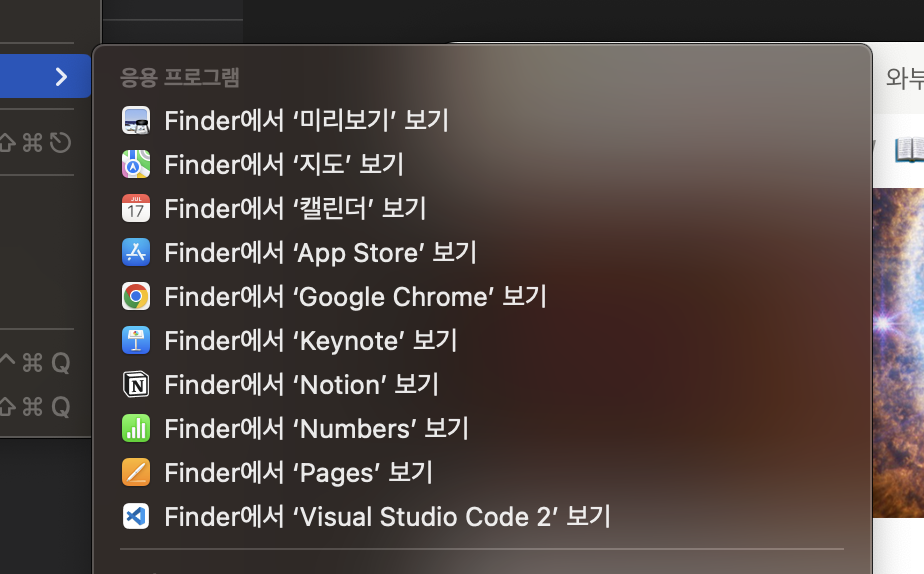 응용 프로그램
Finder에서 ‘미리보기’ 보기
Finder에서 ‘지도’ 보기
JUL
17
Finder에서 ‘캘린더’ 보기
Finder에서 ‘App Store’ 보기
Finder에서 ‘Google Chrome’ 보기
Finder에서 ‘Keynote’ 보기
Finder에서 ‘Notion’ 보기
Finder에서 ‘Numbers’ 보기
Finder에서 ‘Pages’ 보기
Finder에서 ‘Visual Studio Code 2’ 보기
⇧⌘⎋
^⌘Q
⇧⌘Q
와부